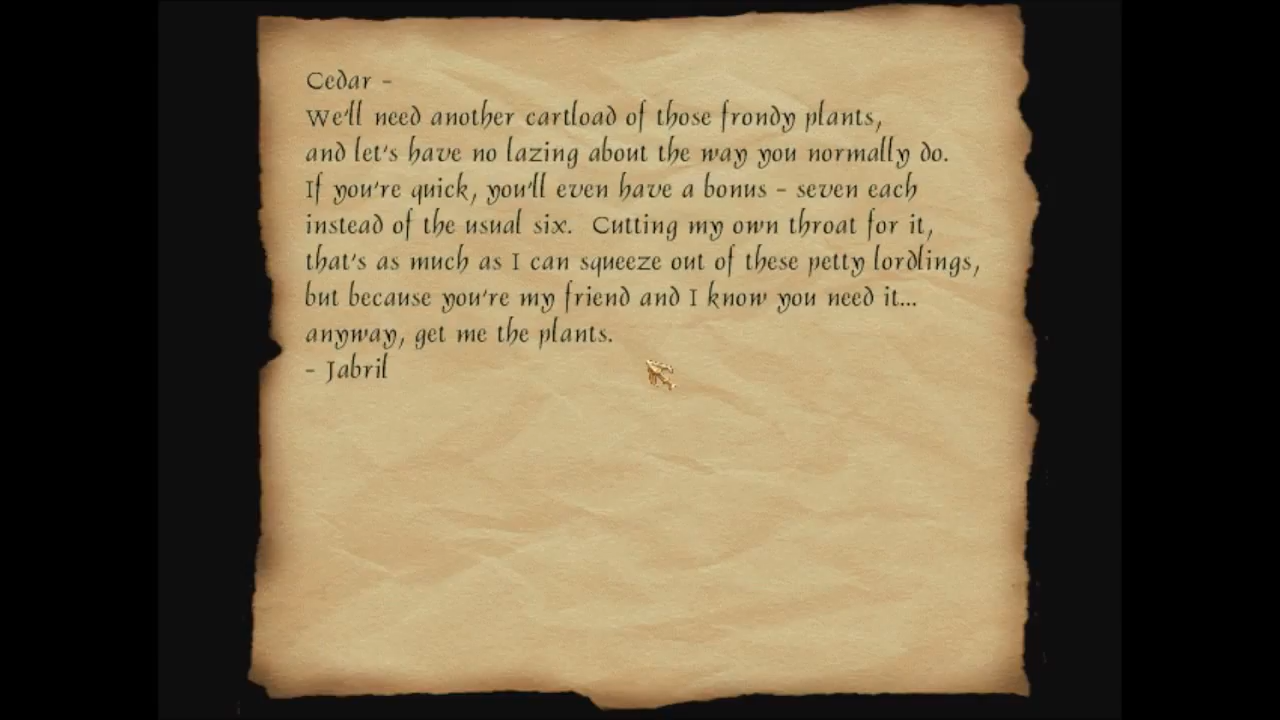 Cedar -
We'll need another cartload of those frondy plants,
and let's have no lazing about the way you normally do.
If you're quick, you'll even have a bonus - seven each
instead of the usual six.  Cutting my own throat for it,
that's as much as I can squeeze out of these petty lordlings,
but because you're my friend and I know you need it...
anyway, get me the plants.
- Jabril